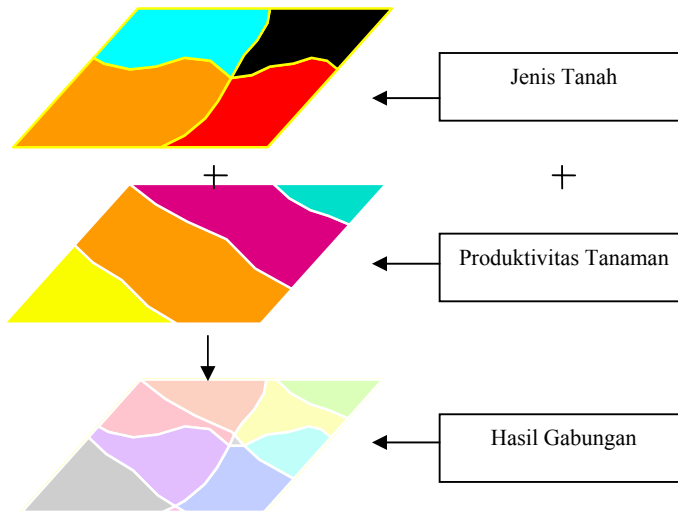 Jenis Tanah
+
+
Produktivitas Tanaman
Hasil Gabungan